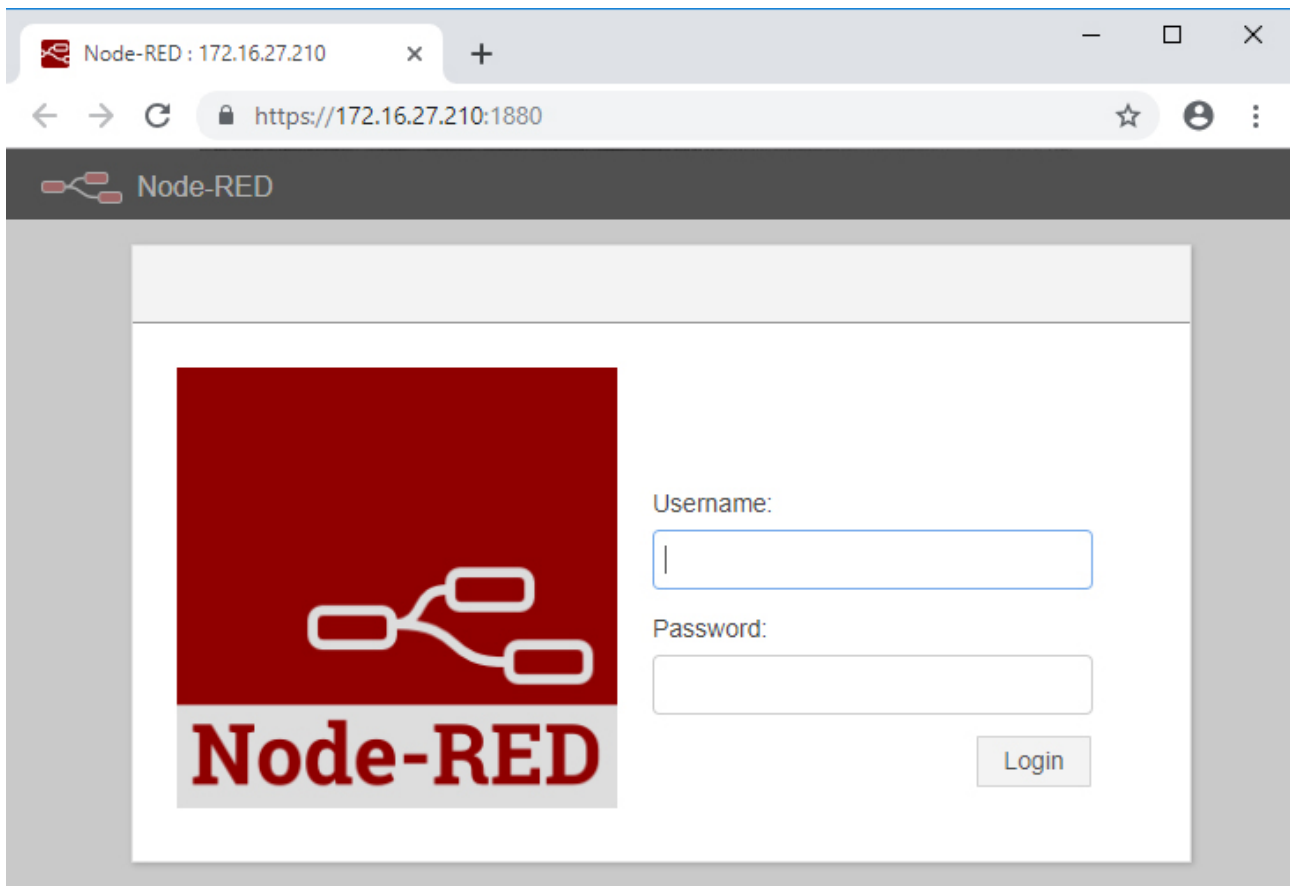 Node-RED : 172.16.27.210
https://172.16.27.210:1880
Node-RED
Username:
Password:
Node-RED
Login